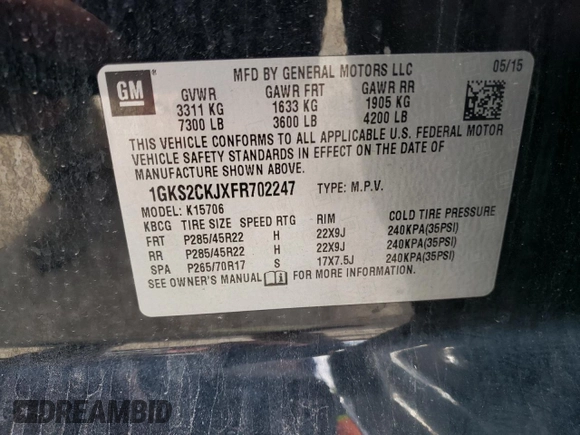 GM
MFD BY GENERAL MOTORS LLC
05/15
GVWR GAWR FRT GAWR RR
3311 KG 1633 KG 1905 KG
7300 LB 3600 LB 4200 LB
THIS VEHICLE CONFORMS TO ALL APPLICABLE U.S. FEDERAL MOTOR
VEHICLE SAFETY STANDARDS IN EFFECT ON THE DATE OF
MANUFACTURE SHOWN ABOVE.
1GKS2CKJXFR702247 TYPE: M.P.V.
MODEL: K15706
KBCG TIRE SIZE SPEED RTG RIM COLD TIRE PRESSURE
FRT P285/45R22 H 22X9J 240KPA(35PSI)
RR P285/45R22 H 22X9J 240KPA(35PSI)
SPA P265/70R17 S 17X7.5J 240KPA(35PSI)
SEE OWNER'S MANUAL FOR MORE INFORMATION
DREAMBID